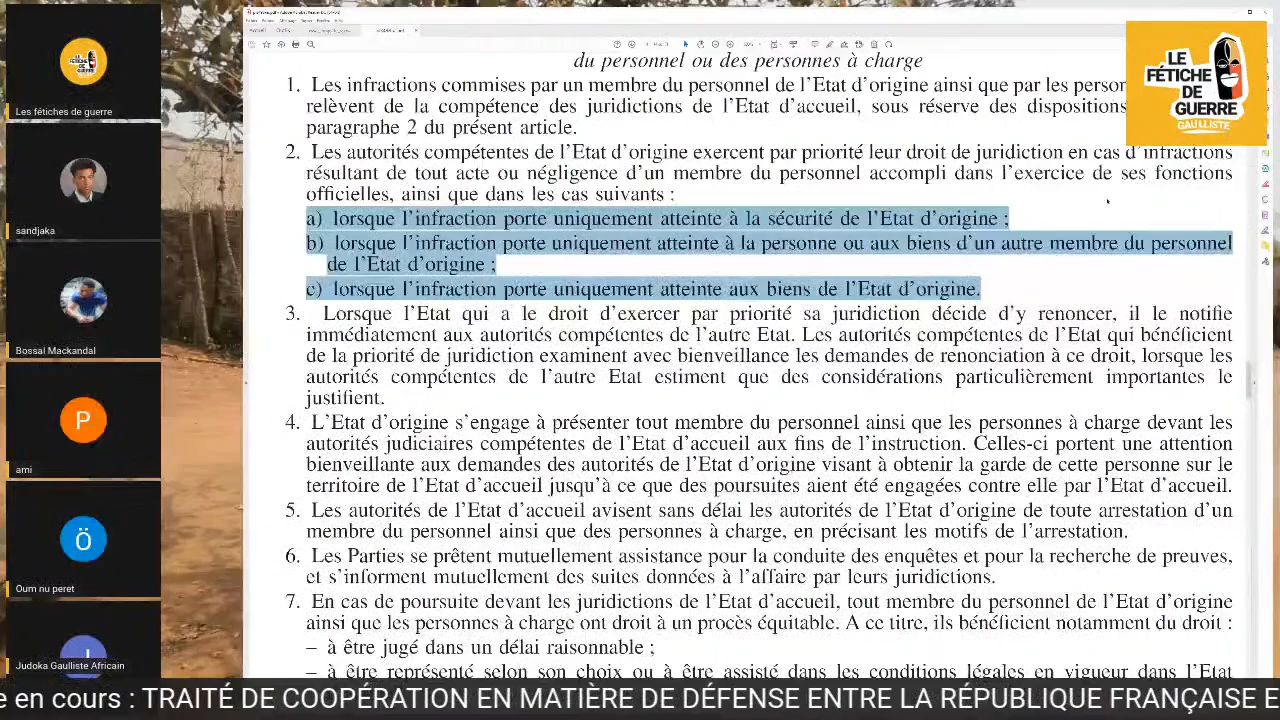 Les fétiches de guerre
sandjaka
Bossal Mackandal
P
ami
Ö
Oum nu peret
Judoka Gaulliste Africain
LE
FÉTICHE
DE
GUERRE
GAULLISTE
du personnel ou des personnes à charge
1. Les infractions commises par un membre du personnel de l’Etat d’origine ainsi que par les
relèvent de la compétence des juridictions de l’Etat d’accueil, sous réserve des dispositions
paragraphe 2 du présent article.
2. Les autorités compétentes de l’Etat d’origine exercent par priorité leur droit de juridiction en cas d’infractions
résultant de tout acte ou négligence d’un membre du personnel accompli dans l’exercice de ses fonctions
officielles, ainsi que dans les cas suivants :
a) lorsque l’infraction porte uniquement atteinte à la sécurité de l’Etat d’origine ;
b) lorsque l’infraction porte uniquement atteinte à la personne ou aux biens d’un autre membre du personnel
de l’Etat d’origine ;
c) lorsque l’infraction porte uniquement atteinte aux biens de l’Etat d’origine.
3. Lorsque l’Etat qui a le droit d’exercer par priorité sa juridiction décide d’y renoncer, il le notifie
immédiatement aux autorités compétentes de l’autre Etat. Les autorités compétentes de l’Etat qui bénéficient
de la priorité de juridiction examinent avec bienveillance les demandes de renonciation à ce droit, lorsque les
autorités compétentes de l’autre Etat estiment que des considérations particulièrement importantes le
justifient.
4. L’Etat d’origine s’engage à présenter tout membre du personnel ainsi que les personnes à charge devant les
autorités judiciaires compétentes de l’Etat d’accueil aux fins de l’instruction. Celles-ci portent une attention
bienveillante aux demandes des autorités de l’Etat d’origine visant à obtenir la garde de cette personne sur le
territoire de l’Etat d’accueil jusqu’à ce que des poursuites aient été engagées contre elle par l’Etat d’accueil.
5. Les autorités de l’Etat d’accueil avisent sans délai les autorités de l’Etat d’origine de toute arrestation d’un
membre du personnel ainsi que des personnes à charge, en précisant les motifs de l’arrestation.
6. Les Parties se prêtent mutuellement assistance pour la conduite des enquêtes et pour la recherche de preuves,
et s’informent mutuellement des suites données à l’affaire par leurs juridictions.
7. En cas de poursuite devant les juridictions de l’Etat d’accueil, tout membre du personnel de l’Etat d’origine
ainsi que les personnes à charge ont droit à un procès équitable. A ce titre, ils bénéficient notamment du droit :
– à être jugé dans un délai raisonnable ;
– à être représenté selon son choix ou à être assisté dans les conditions légales en vigueur dans l’Etat
e en cours : TRAITÉ DE COOPÉRATION EN MATIÈRE DE DÉFENSE ENTRE LA RÉPUBLIQUE FRANÇAISE E